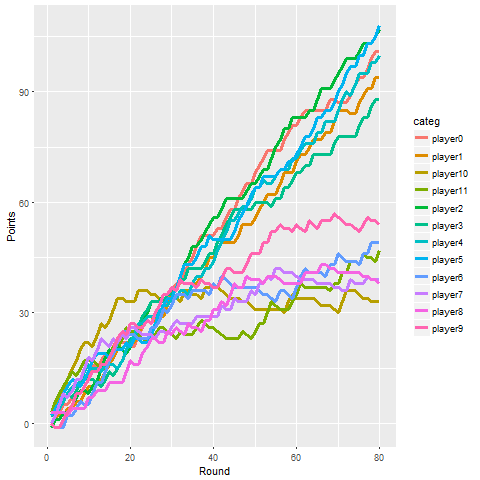 Points
90
60
30
0
0
20
40
60
80
Round
categ
player0
player1
player10
player11
player2
player3
player4
player5
player6
player7
player8
player9